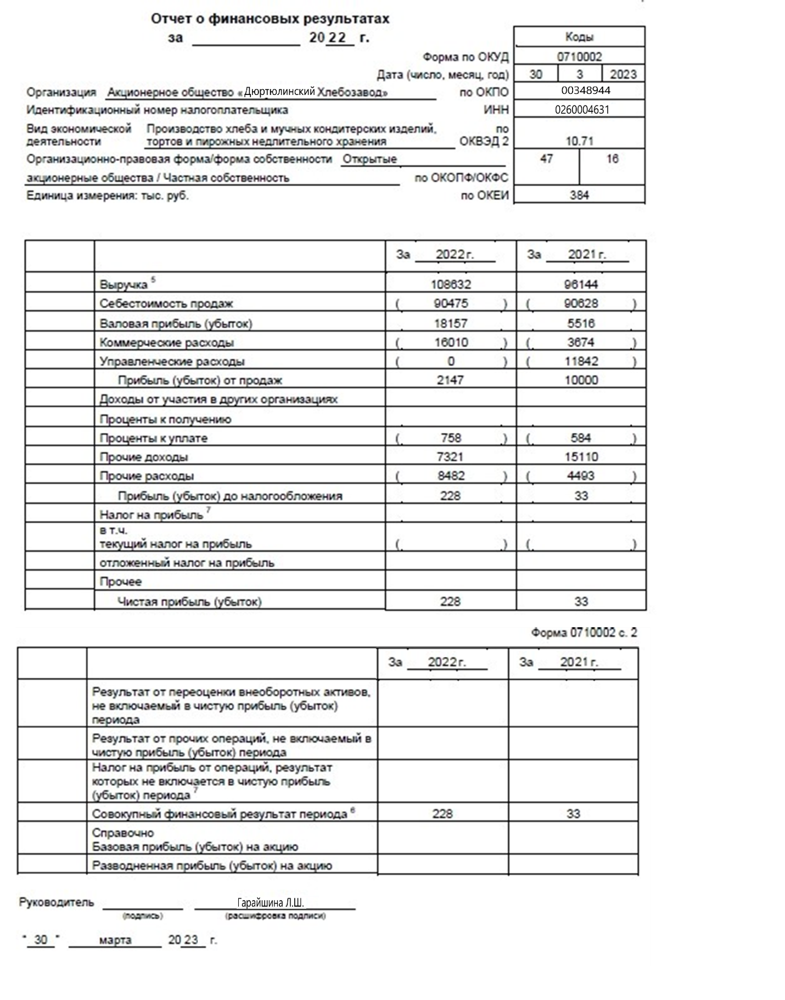 Отчет о финансовых результатах
за 2022 г.
Коды
Форма по ОКУД 0710002
Дата (число, месяц, год) 30 3 2023
Организация Акционерное общество «Дюртюлинский Хлебозавод» по ОКПО 00348944
Идентификационный номер налогоплательщика ИНН 0260004631
Вид экономической Производство хлеба и мучных кондитерских изделий, по
деятельности тортов и пирожных недлительного хранения ОКВЭД 2 10.71
Организационно-правовая форма/форма собственности Открытые 47 16
акционерные общества / Частная собственность по ОКОПФ/ОКФС
Единица измерения: тыс. руб. по ОКЕИ 384
За 2022 г. За 2021 г.
Выручка 5 108632 96144
Себестоимость продаж ( 90475 ) ( 90628 )
Валовая прибыль (убыток) 18157 5516
Коммерческие расходы ( 16010 ) ( 3674 )
Управленческие расходы ( 0 ) ( 11842 )
Прибыль (убыток) от продаж 2147 10000
Доходы от участия в других организациях
Проценты к получению
Проценты к уплате ( 758 ) ( 584 )
Прочие доходы 7321 15110
Прочие расходы ( 8482 ) ( 4493 )
Прибыль (убыток) до налогообложения 228 33
Налог на прибыль 7
в т.ч.
текущий налог на прибыль ( ) ( )
отложенный налог на прибыль
Прочее
Чистая прибыль (убыток) 228 33
Форма 0710002 с. 2
За 2022 г. За 2021 г.
Результат от переоценки внеоборотных активов,
не включаемый в чистую прибыль (убыток)
периода
Результат от прочих операций, не включаемый в
чистую прибыль (убыток) периода
Налог на прибыль от операций, результат
которых не включается в чистую прибыль
(убыток) периода 7
Совокупный финансовый результат периода 6 228 33
Справочно
Базовая прибыль (убыток) на акцию
Разводненная прибыль (убыток) на акцию
Руководитель Гарайшина Л.Ш.
(подпись) (расшифровка подписи)
" 30 " марта 20 23 г.